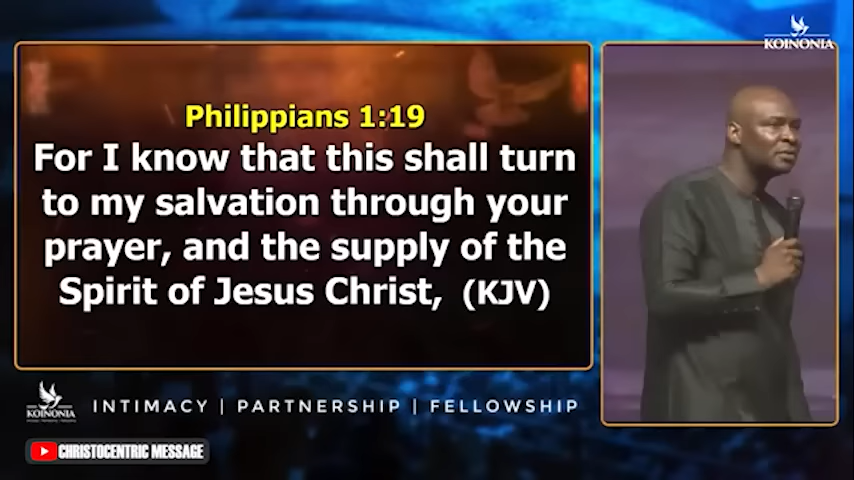 KOINONIA
Philippians 1:19
For I know that this shall turn
to my salvation through your
prayer, and the supply of the
Spirit of Jesus Christ, (KJV)
KOINONIA
INTIMACY | PARTNERSHIP | FELLOWSHIP
CHRISTOCENTRIC MESSAGE